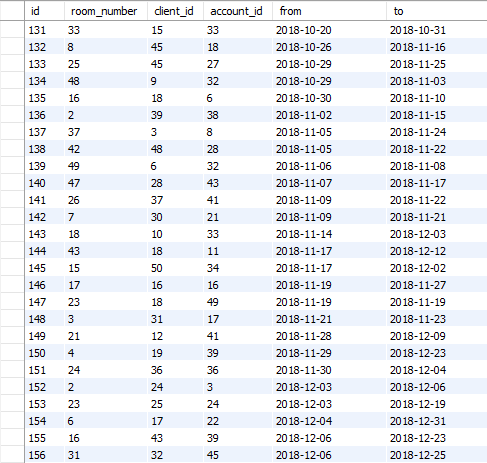 id room_number client_id account_id from to
131 33 15 33 2018-10-20 2018-10-31
132 8 45 18 2018-10-26 2018-11-16
133 25 45 27 2018-10-29 2018-11-25
134 48 9 32 2018-10-29 2018-11-03
135 16 18 6 2018-10-30 2018-11-10
136 2 39 38 2018-11-02 2018-11-15
137 37 3 8 2018-11-05 2018-11-24
138 42 48 28 2018-11-05 2018-11-22
139 49 6 32 2018-11-06 2018-11-08
140 47 28 43 2018-11-07 2018-11-17
141 26 37 41 2018-11-09 2018-11-22
142 7 30 21 2018-11-09 2018-11-21
143 18 10 33 2018-11-14 2018-12-03
144 43 18 11 2018-11-17 2018-12-12
145 15 50 34 2018-11-17 2018-12-02
146 17 16 16 2018-11-19 2018-11-27
147 23 18 49 2018-11-19 2018-11-19
148 3 31 17 2018-11-21 2018-11-23
149 21 12 41 2018-11-28 2018-12-09
150 4 19 39 2018-11-29 2018-12-23
151 24 36 36 2018-11-30 2018-12-04
152 2 24 3 2018-12-03 2018-12-06
153 23 25 24 2018-12-03 2018-12-19
154 6 17 22 2018-12-04 2018-12-31
155 16 43 39 2018-12-06 2018-12-23
156 31 32 45 2018-12-06 2018-12-25